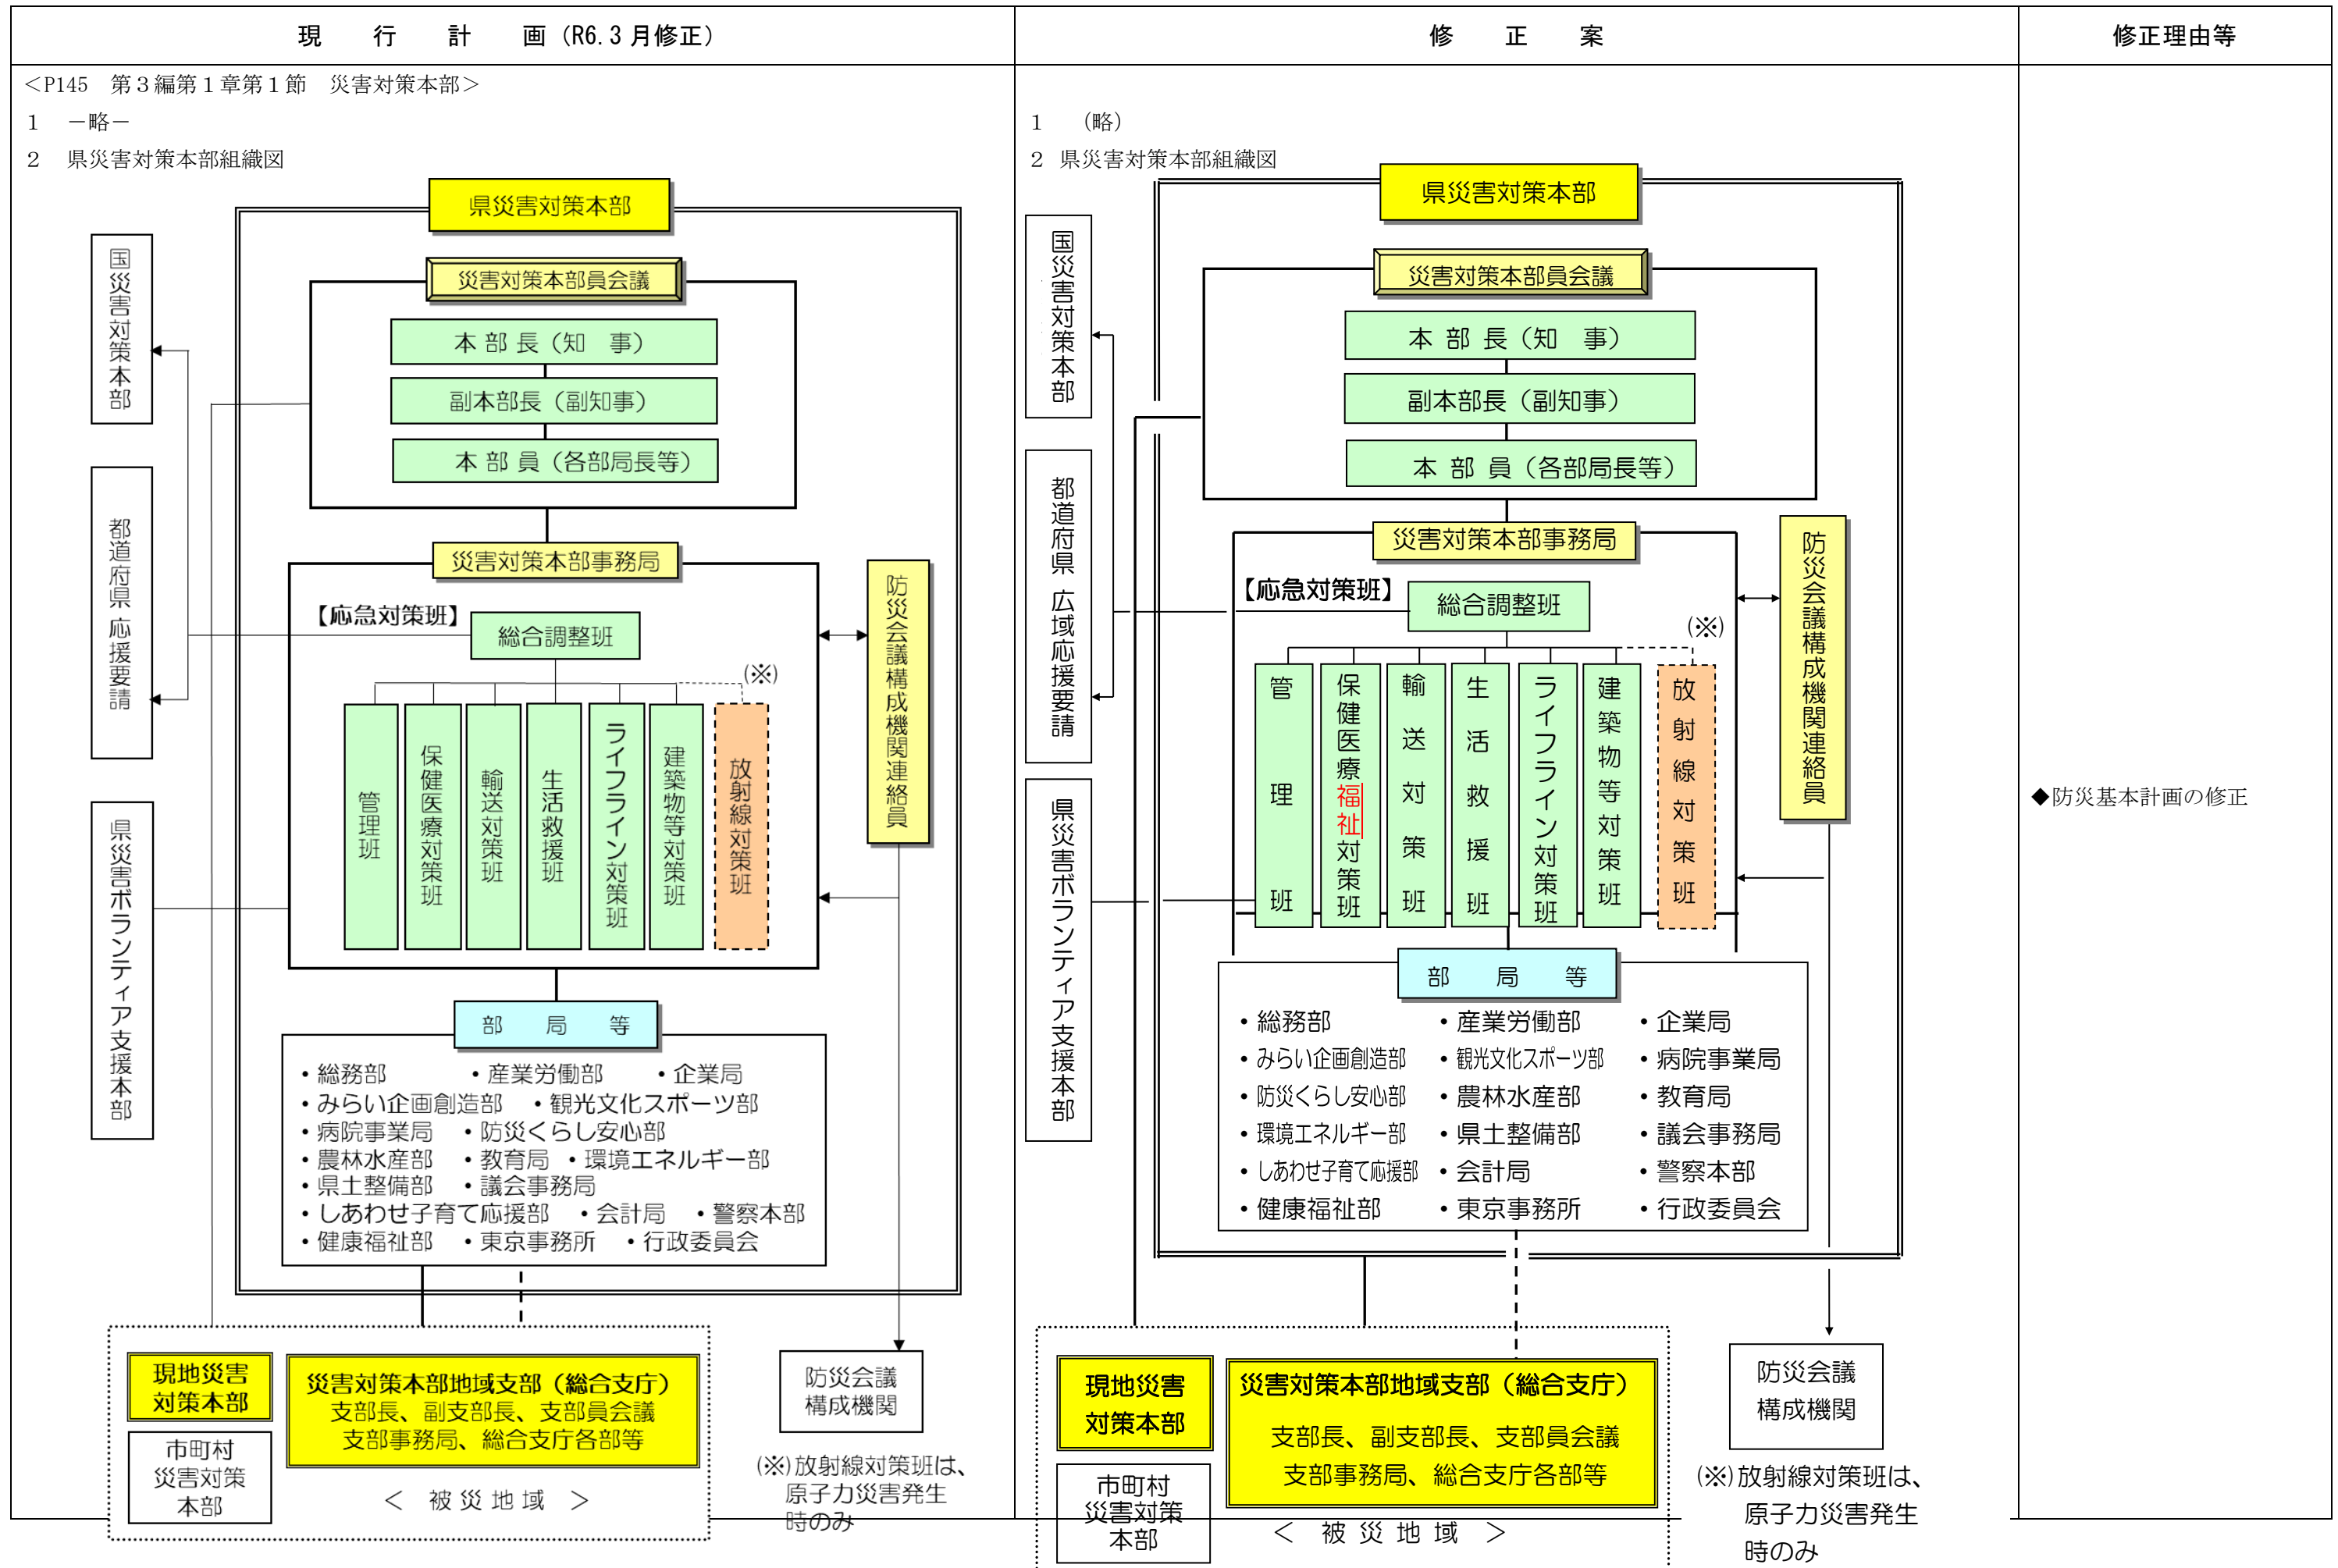 現 行 計 画（R6.3 月修正）
修 正 案
修正理由等
＜P145 第３編第１章第１節 災害対策本部＞
１ －略－
２ 県災害対策本部組織図
県災害対策本部
国災害対策本部
災害対策本部員会議
本 部 長（知 事）
副本部長（副知事）
本 部 員（各部局長等）
都道府県 応援要請
災害対策本部事務局
【応急対策班】
総合調整班
(※)
防災会議構成機関連絡員
管理班
保健医療対策班
輸送対策班
生活救援班
ライフライン対策班
建築物等対策班
放射線対策班
県災害ボランティア支援本部
部 局 等
・総務部 ・産業労働部 ・企業局
・みらい企画創造部 ・観光文化スポーツ部
・病院事業局 ・防災くらし安心部
・農林水産部 ・教育局 ・環境エネルギー部
・県土整備部 ・議会事務局
・しあわせ子育て応援部 ・会計局 ・警察本部
・健康福祉部 ・東京事務所 ・行政委員会
現地災害
対策本部
災害対策本部地域支部（総合支庁）
支部長、副支部長、支部員会議
支部事務局、総合支庁各部等
市町村
災害対策
本部
＜ 被 災 地 域 ＞
防災会議
構成機関
(※)放射線対策班は、
原子力災害発生
時のみ
１ （略）
２ 県災害対策本部組織図
県災害対策本部
国災害対策本部
災害対策本部員会議
本 部 長（知 事）
副本部長（副知事）
本 部 員（各部局長等）
都道府県 広域応援要請
災害対策本部事務局
【応急対策班】
総合調整班
(※)
防災会議構成機関連絡員
管理班
保健医療福祉対策班
輸送対策班
生活救援班
ライフライン対策班
建築物等対策班
放射線対策班
県災害ボランティア支援本部
部 局 等
・総務部 ・産業労働部 ・企業局
・みらい企画創造部 ・観光文化スポーツ部 ・病院事業局
・防災くらし安心部 ・農林水産部 ・教育局
・環境エネルギー部 ・県土整備部 ・議会事務局
・しあわせ子育て応援部 ・会計局 ・警察本部
・健康福祉部 ・東京事務所 ・行政委員会
現地災害
対策本部
災害対策本部地域支部（総合支庁）
支部長、副支部長、支部員会議
支部事務局、総合支庁各部等
市町村
災害対策
本部
＜ 被 災 地 域 ＞
防災会議
構成機関
(※)放射線対策班は、
原子力災害発生
時のみ
◆防災基本計画の修正